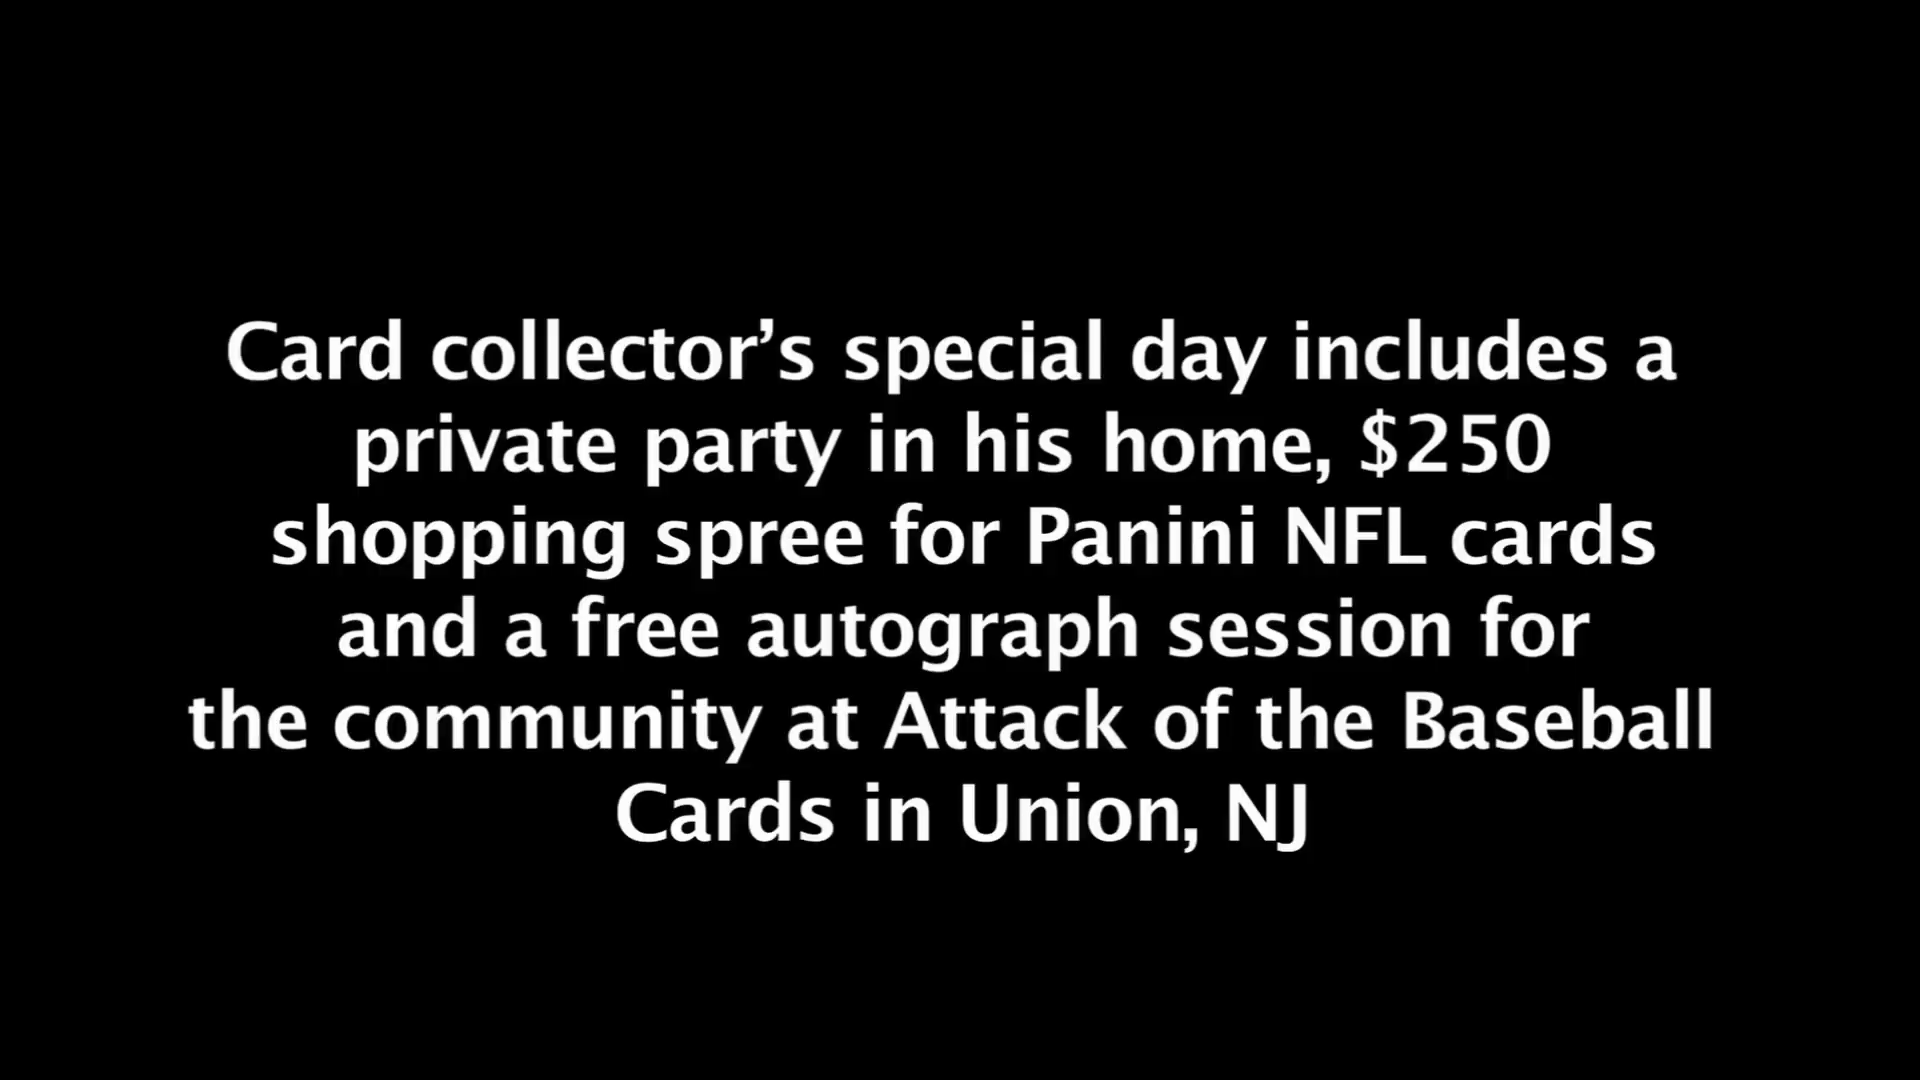 Card collector’s special day includes a
private party in his home, $250
shopping spree for Panini NFL cards
and a free autograph session for
the community at Attack of the Baseball
Cards in Union, NJ